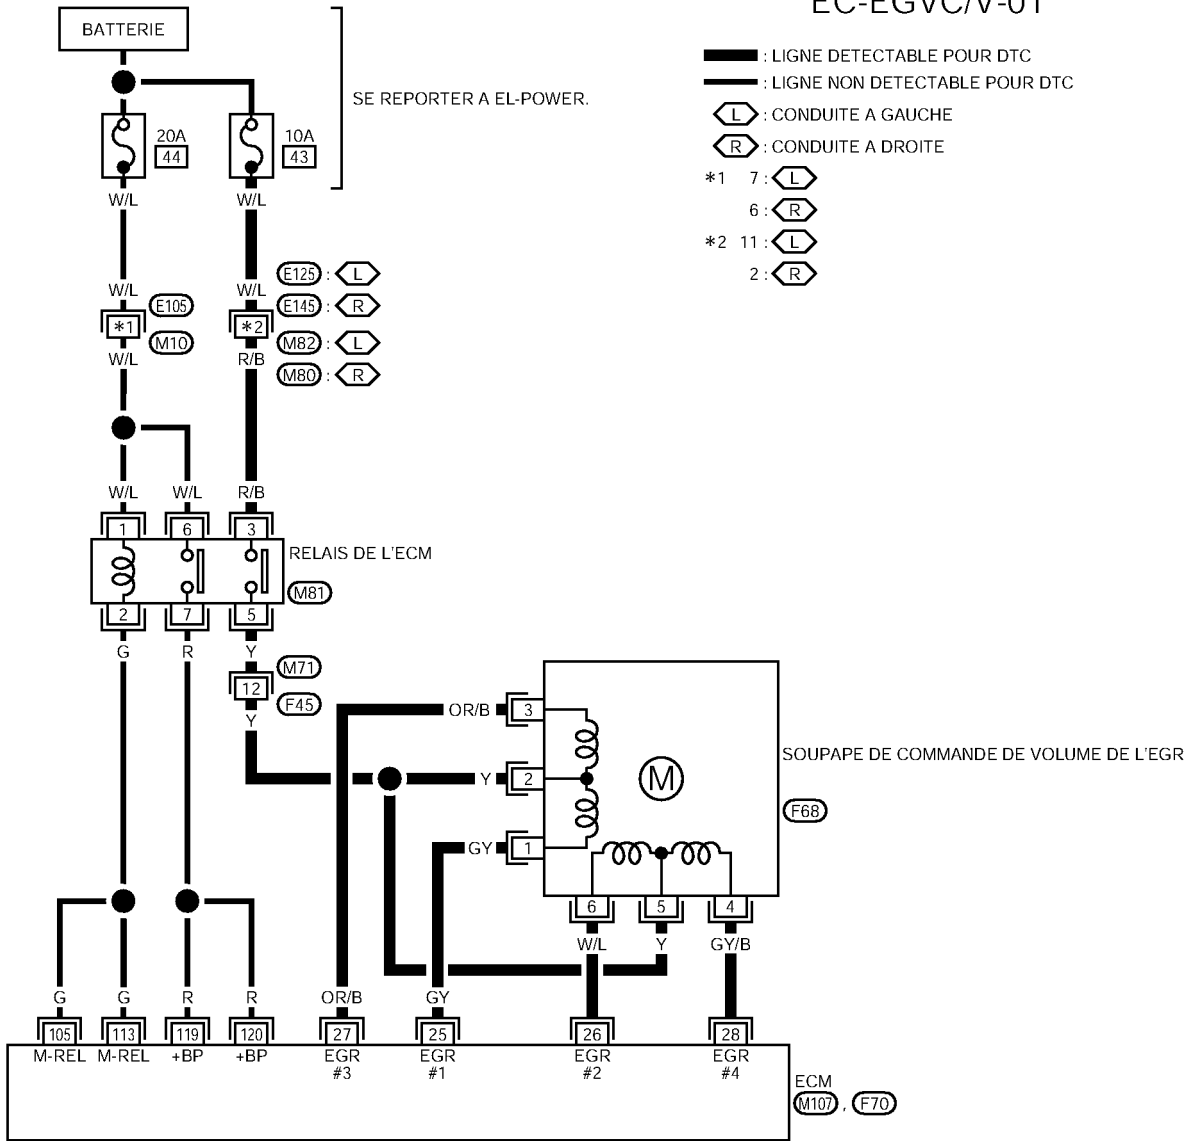 EC-EGVC/V-01
BATTERIE
SE REPORTER A EL-POWER.
: LIGNE DETECTABLE POUR DTC
: LIGNE NON DETECTABLE POUR DTC
L : CONDUITE A GAUCHE
R : CONDUITE A DROITE
*1 7 : L
6 : R
*2 11 : L
2 : R
20A
44
10A
43
W/L W/L
W/L W/L
E105
M10
E125 : L
E145 : R
M82 : L
M80 : R
*1 *2
W/L R/B
W/L W/L R/B
1 6 3
RELAIS DE L'ECM
M81
2 7 5
G R Y
M71
12
F45
Y
OR/B 3
Y 2
GY 1
M
SOUPAPE DE COMMANDE DE VOLUME DE L'EGR
F68
6 5 4
W/L Y GY/B
G G R R OR/B GY
105 113 119 120 27 25 26 28
M-REL M-REL +BP +BP EGR EGR EGR EGR
#3 #1 #2 #4
ECM
M107 , F70